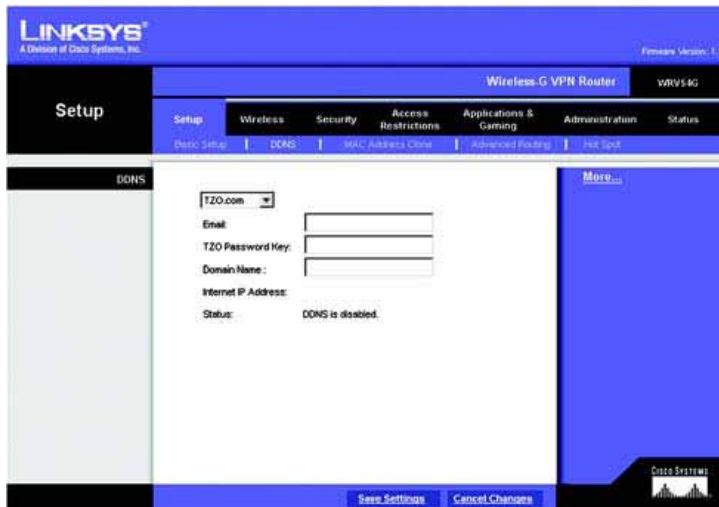 LINKSYS®
A Division of Cisco Systems, Inc.
Firmware Version: 1.
Wireless-G VPN Router
WRV54G
Setup
Setup
Wireless
Security
Access Restrictions
Applications & Gaming
Administration
Status
Basic Setup | DDNS | MAC Address Clone | Advanced Routing | Hot Spot
DDNS
More...
TZO.com
Email:
TZO Password Key:
Domain Name :
Internet IP Address:
Status: DDNS is disabled.
CISCO SYSTEMS
Save Settings
Cancel Changes